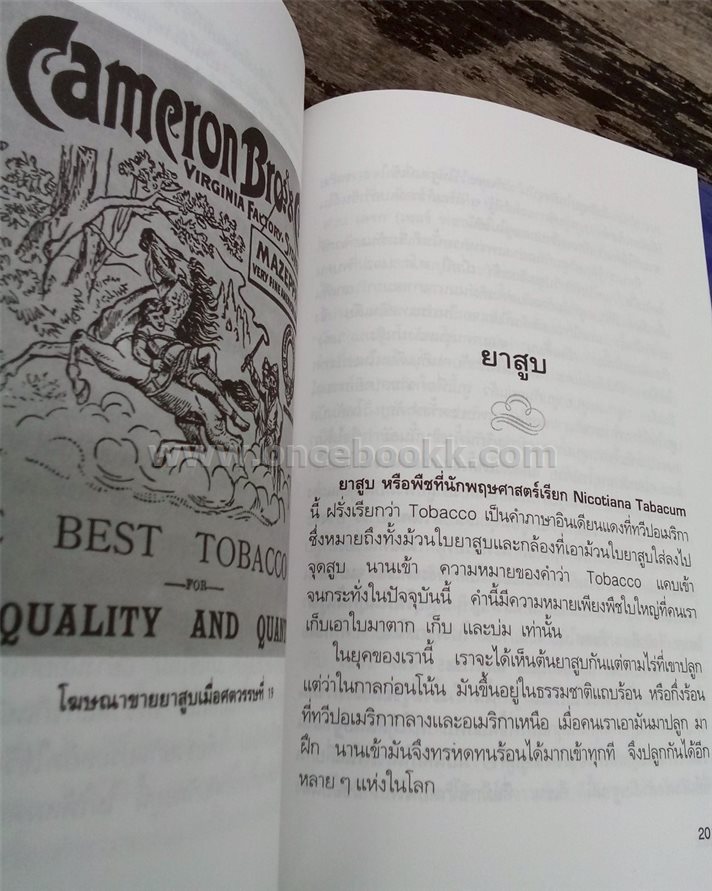 Cameron Bros & C
VIRGINIA FACTORY,
MAZEPP
VERY FINE
BEST TOBACCO
—FOR—
QUALITY AND QUANT
โฆษณาขายยาสูบเมื่อศตวรรษที่ 19
ยาสูบ
www.oncebookk.com
ยาสูบ หรือพืชที่นักพฤษศาสตร์เรียก Nicotiana Tabacum
นี้ ฝรั่งเรียกว่า Tobacco เป็นคำภาษาอินเดียนแดงที่ทวีปอเมริกา
ซึ่งหมายถึงทั้งม้วนใบยาสูบและกล้องที่เอาม้วนใบยาสูบใส่ลงไป
จุดสูบ นานเข้า ความหมายของคำว่า Tobacco แคบเข้า
จนกระทั่งในปัจจุบันนี้ คำนี้มีความหมายเพียงพืชใบใหญ่ที่คนเรา
เก็บเอาใบมาตาก เก็บ และบ่ม เท่านั้น
ในยุคของเรานี้ เราจะได้เห็นต้นยาสูบกันแต่ตามไร่ที่เขาปลูก
แต่ว่าในกาลก่อนโน้น มันขึ้นอยู่ในธรรมชาติแถบร้อน หรือกึ่งร้อน
ที่ทวีปอเมริกากลางและอเมริกาเหนือ เมื่อคนเราเอามันมาปลูก มา
ฝึก นานเข้ามันจึงทรหดทนร้อนได้มากเข้าทุกที จึงปลูกกันได้อีก
หลาย ๆ แห่งในโลก
20